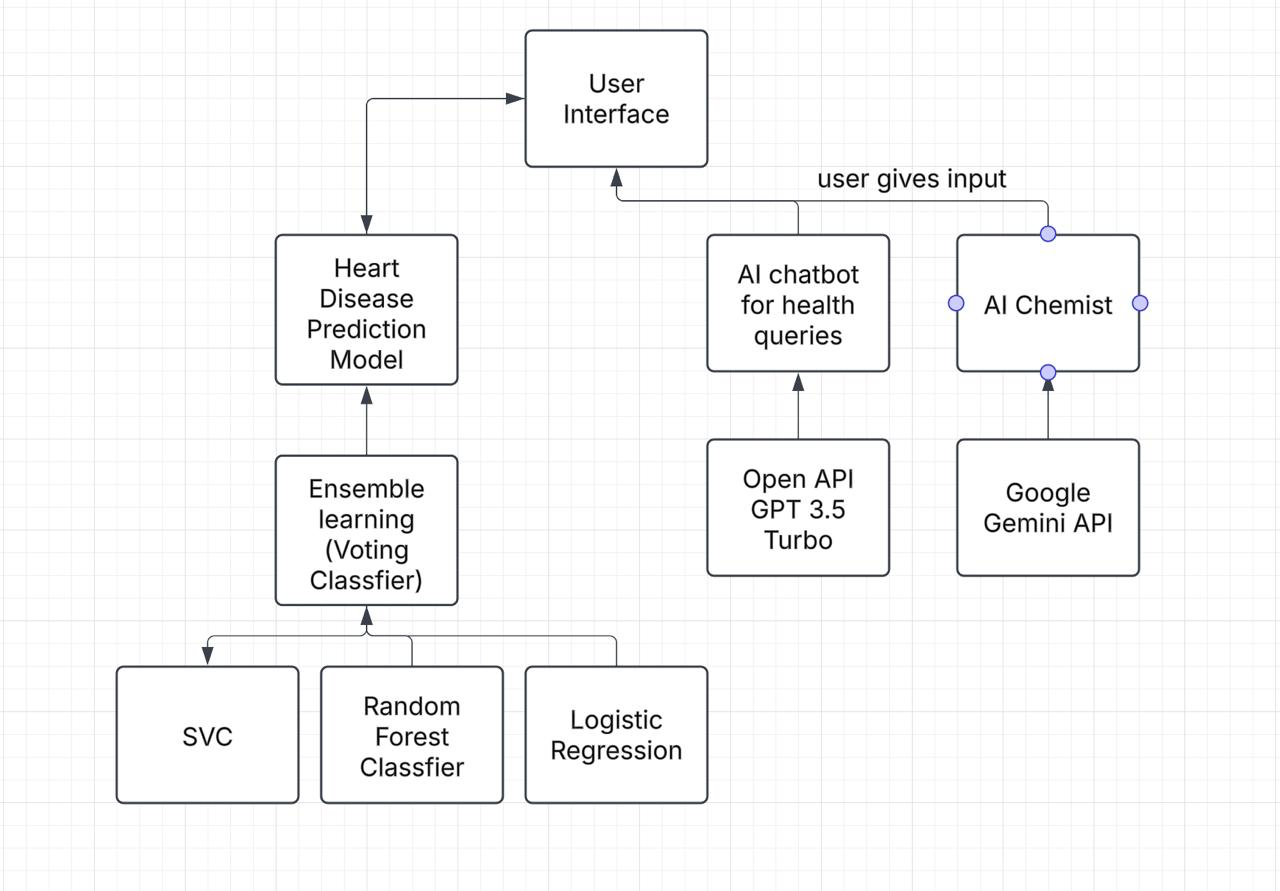 User
Interface
user gives input
Heart
Disease
Prediction
Model
AI chatbot
for health
queries
AI Chemist
Ensemble
learning
(Voting
Classfier)
Open API
GPT 3.5
Turbo
Google
Gemini API
SVC
Random
Forest
Classfier
Logistic
Regression